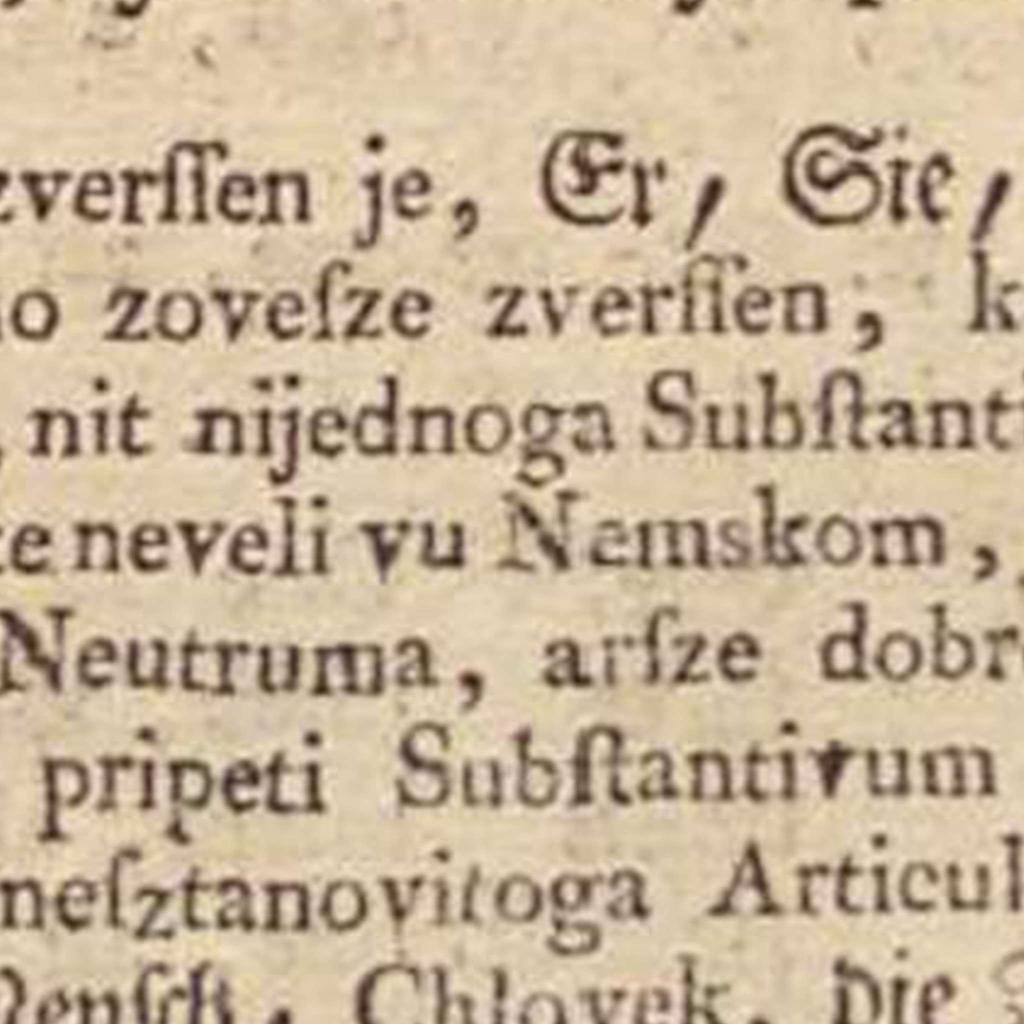 zverſſen je, Er, Sie,
zoveſze zverſſen, k
nit nijednoga Subſtant
neveli vu Nemskom,
Neutruma, arſze dobr
pripeti Subſtantivum
neſztanovitoga Articul
Menſch, Chlovek, Die